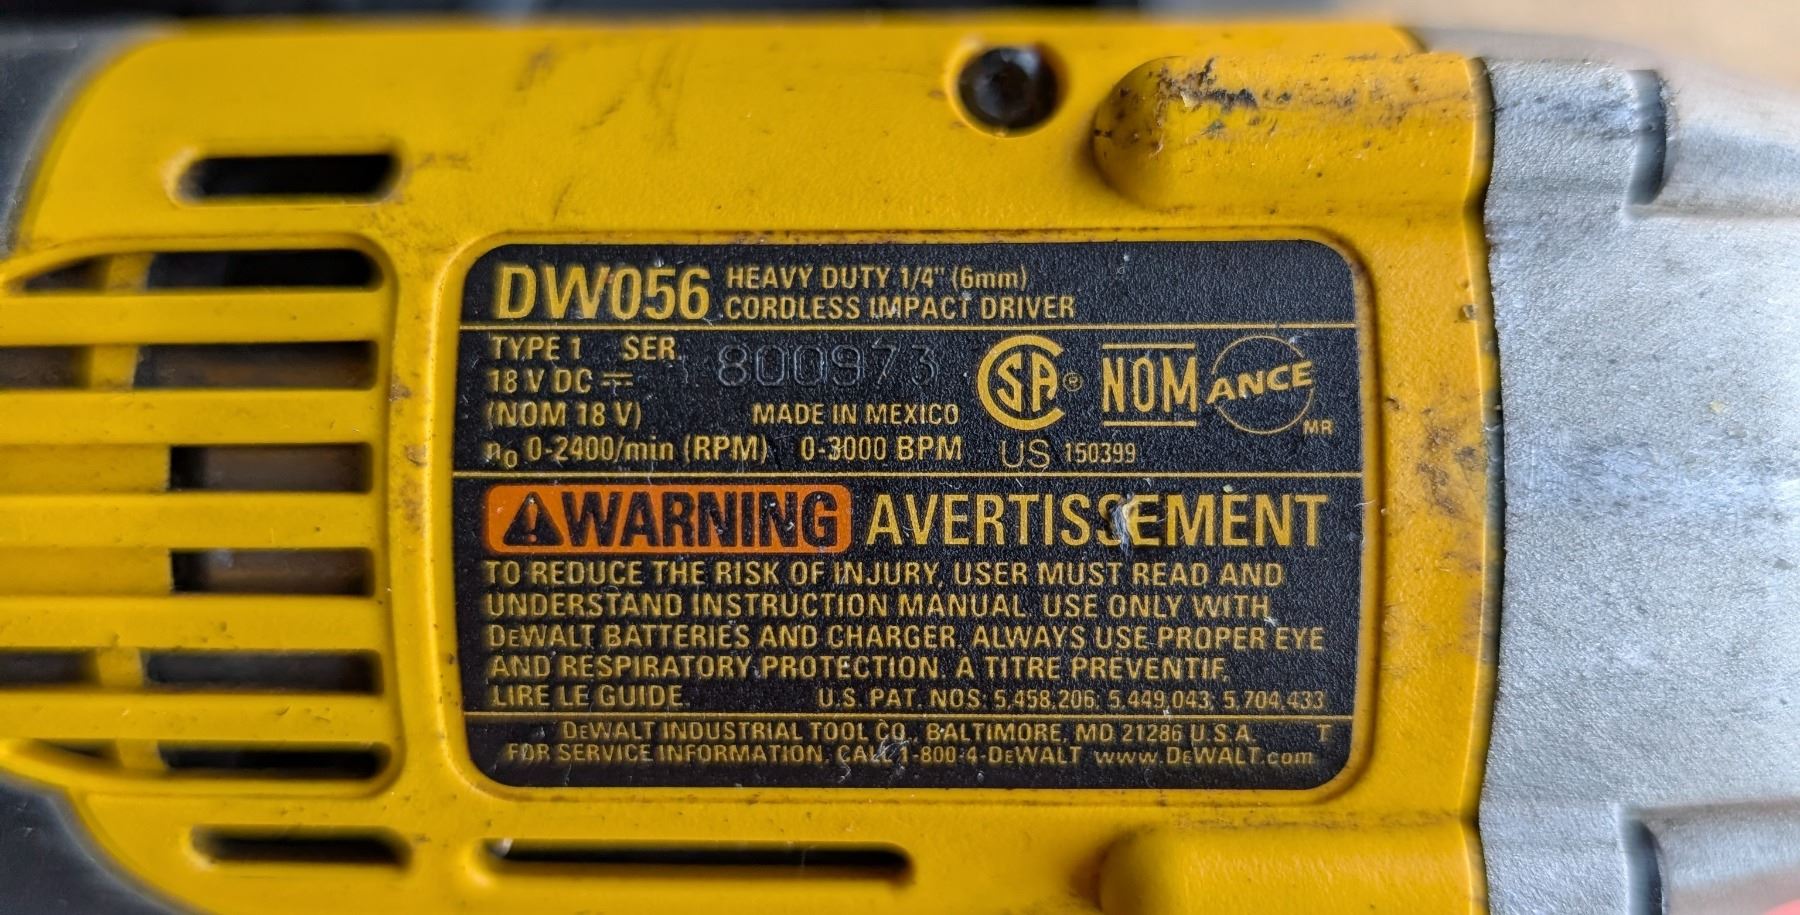 DW056 HEAVY DUTY 1/4" (6mm)
CORDLESS IMPACT DRIVER
TYPE 1 SER. 800973
18 V DC ⎓
(NOM 18 V) MADE IN MEXICO
n₀ 0-2400/min (RPM) 0-3000 BPM
SA ® NOM ANCE MR
US 150399
⚠WARNING AVERTISSEMENT
TO REDUCE THE RISK OF INJURY, USER MUST READ AND
UNDERSTAND INSTRUCTION MANUAL. USE ONLY WITH
DEWALT BATTERIES AND CHARGER. ALWAYS USE PROPER EYE
AND RESPIRATORY PROTECTION. A TITRE PRÉVENTIF,
LIRE LE GUIDE. U.S. PAT. NOS. 5,458,206; 5,449,043; 5,704,433
DEWALT INDUSTRIAL TOOL CO., BALTIMORE, MD 21286 U.S.A. T
FOR SERVICE INFORMATION, CALL 1-800-4-DEWALT www.DEWALT.com